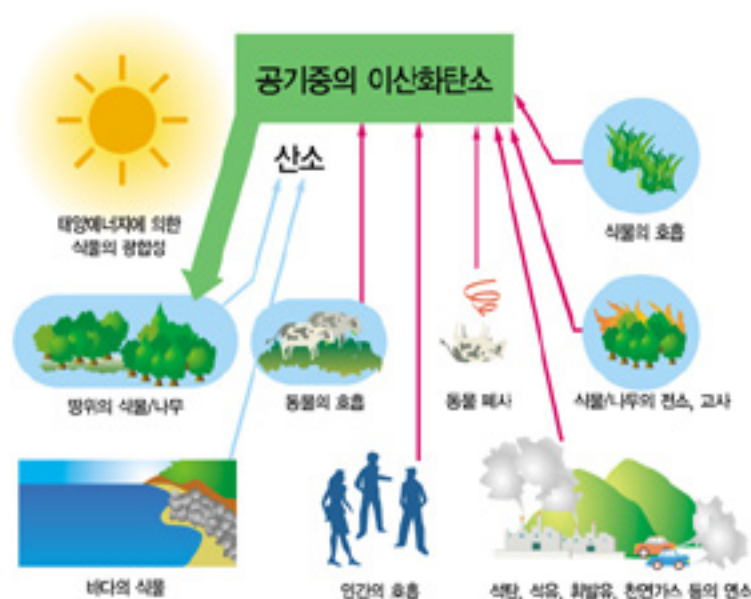 공기중의 이산화탄소
산소
태양에너지에 의한
식물의 광합성
식물의 호흡
땅위의 식물/나무
동물의 호흡
동물 폐사
식물/나무의 전소, 고사
바다의 식물
인간의 호흡
석탄, 석유, 휘발유, 천연가스 등의 연소